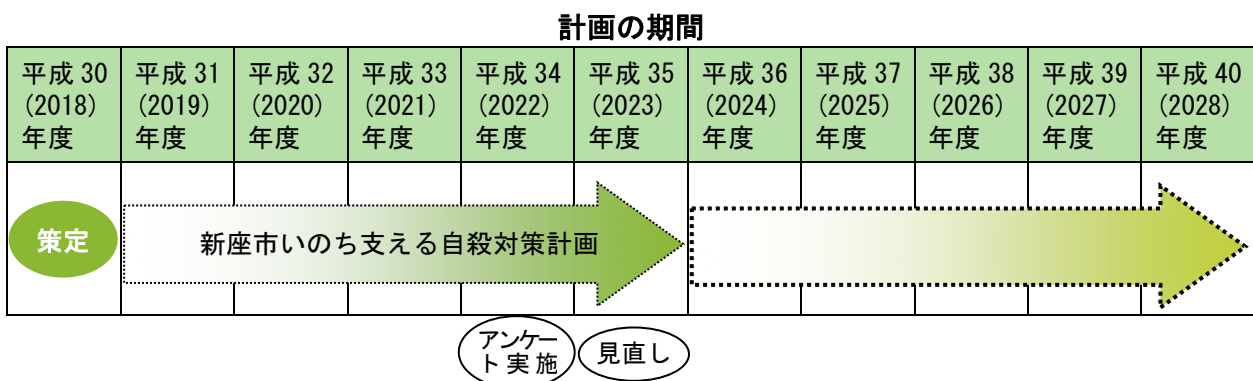 計画の期間
平成 30 平成 31 平成 32 平成 33 平成 34 平成 35 平成 36 平成 37 平成 38 平成 39 平成 40
(2018) (2019) (2020) (2021) (2022) (2023) (2024) (2025) (2026) (2027) (2028)
年度 年度 年度 年度 年度 年度 年度 年度 年度 年度 年度
策定
新座市いのち支える自殺対策計画
アンケー
ト実施
見直し